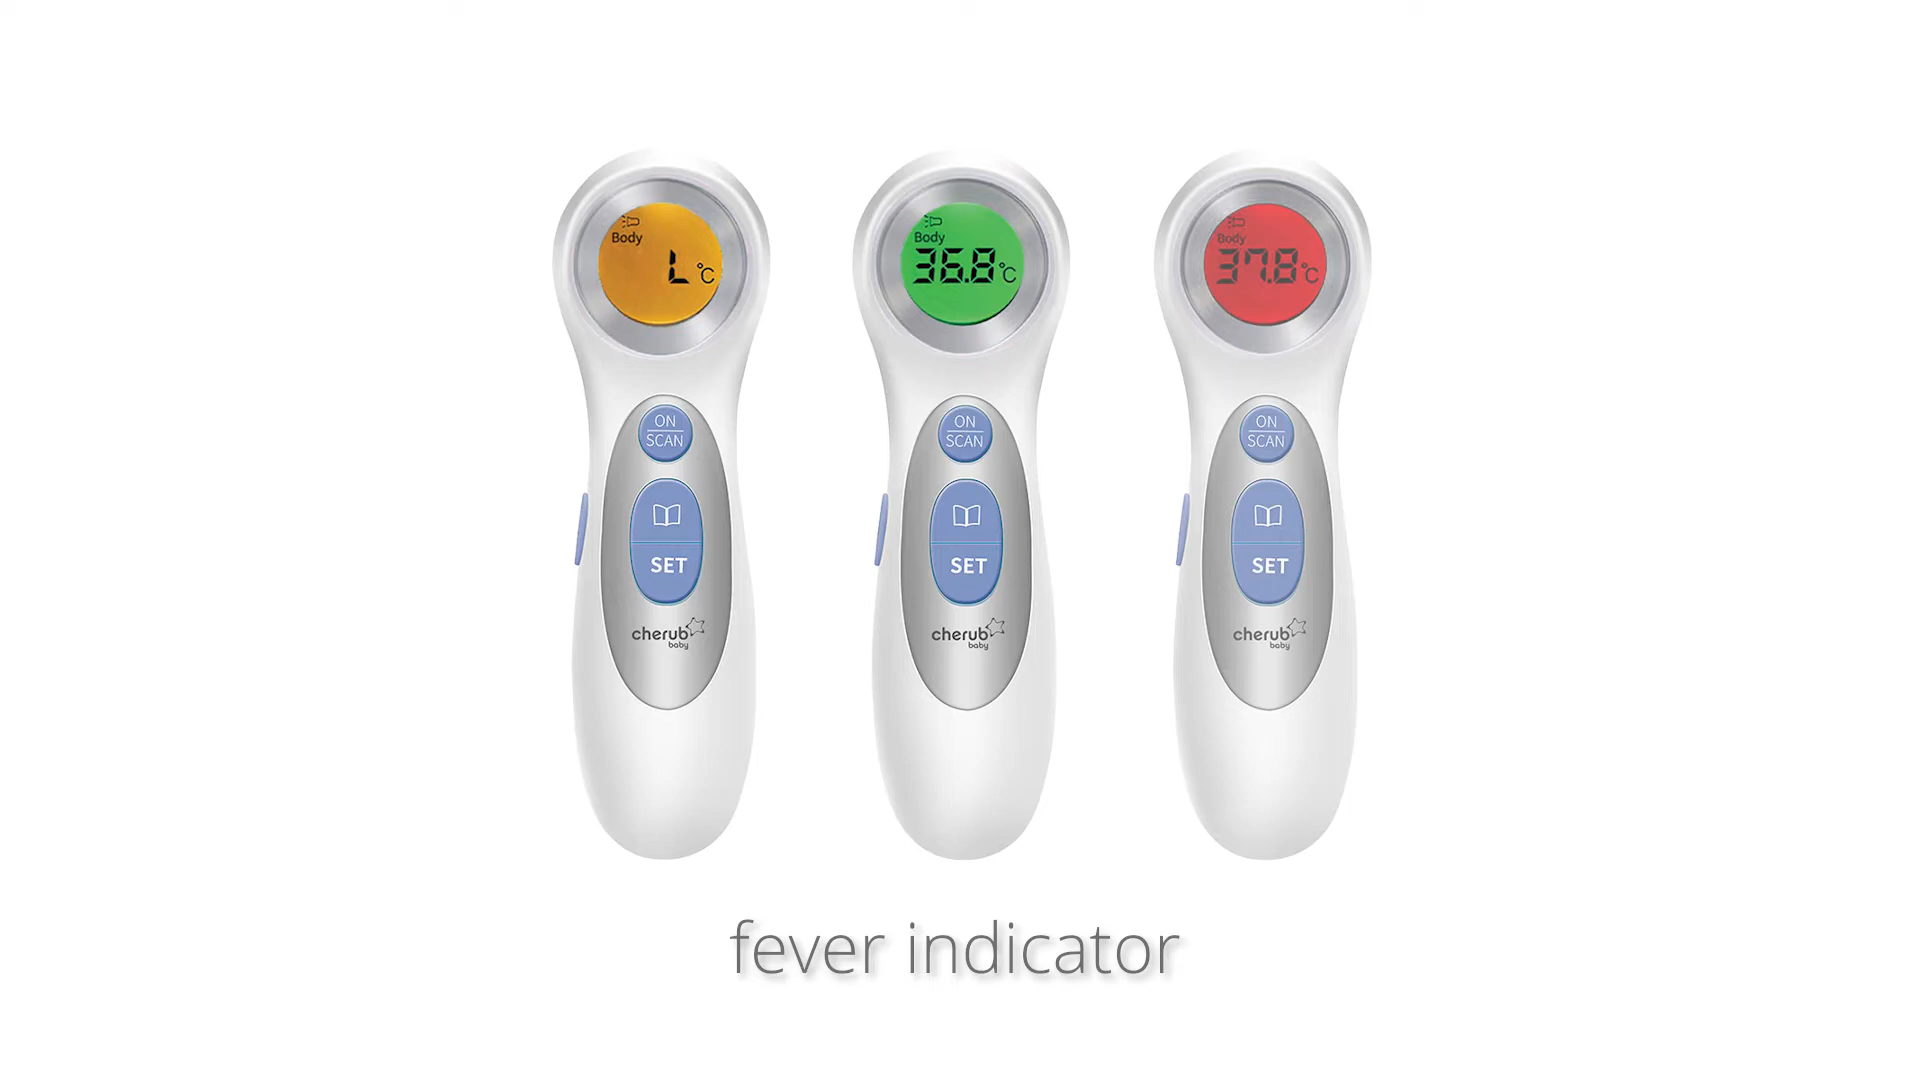 Body
L °C
ON
SCAN
SET
cherub
baby
Body
36.8 °C
ON
SCAN
SET
cherub
baby
Body
37.8 °C
ON
SCAN
SET
cherub
baby
fever indicator